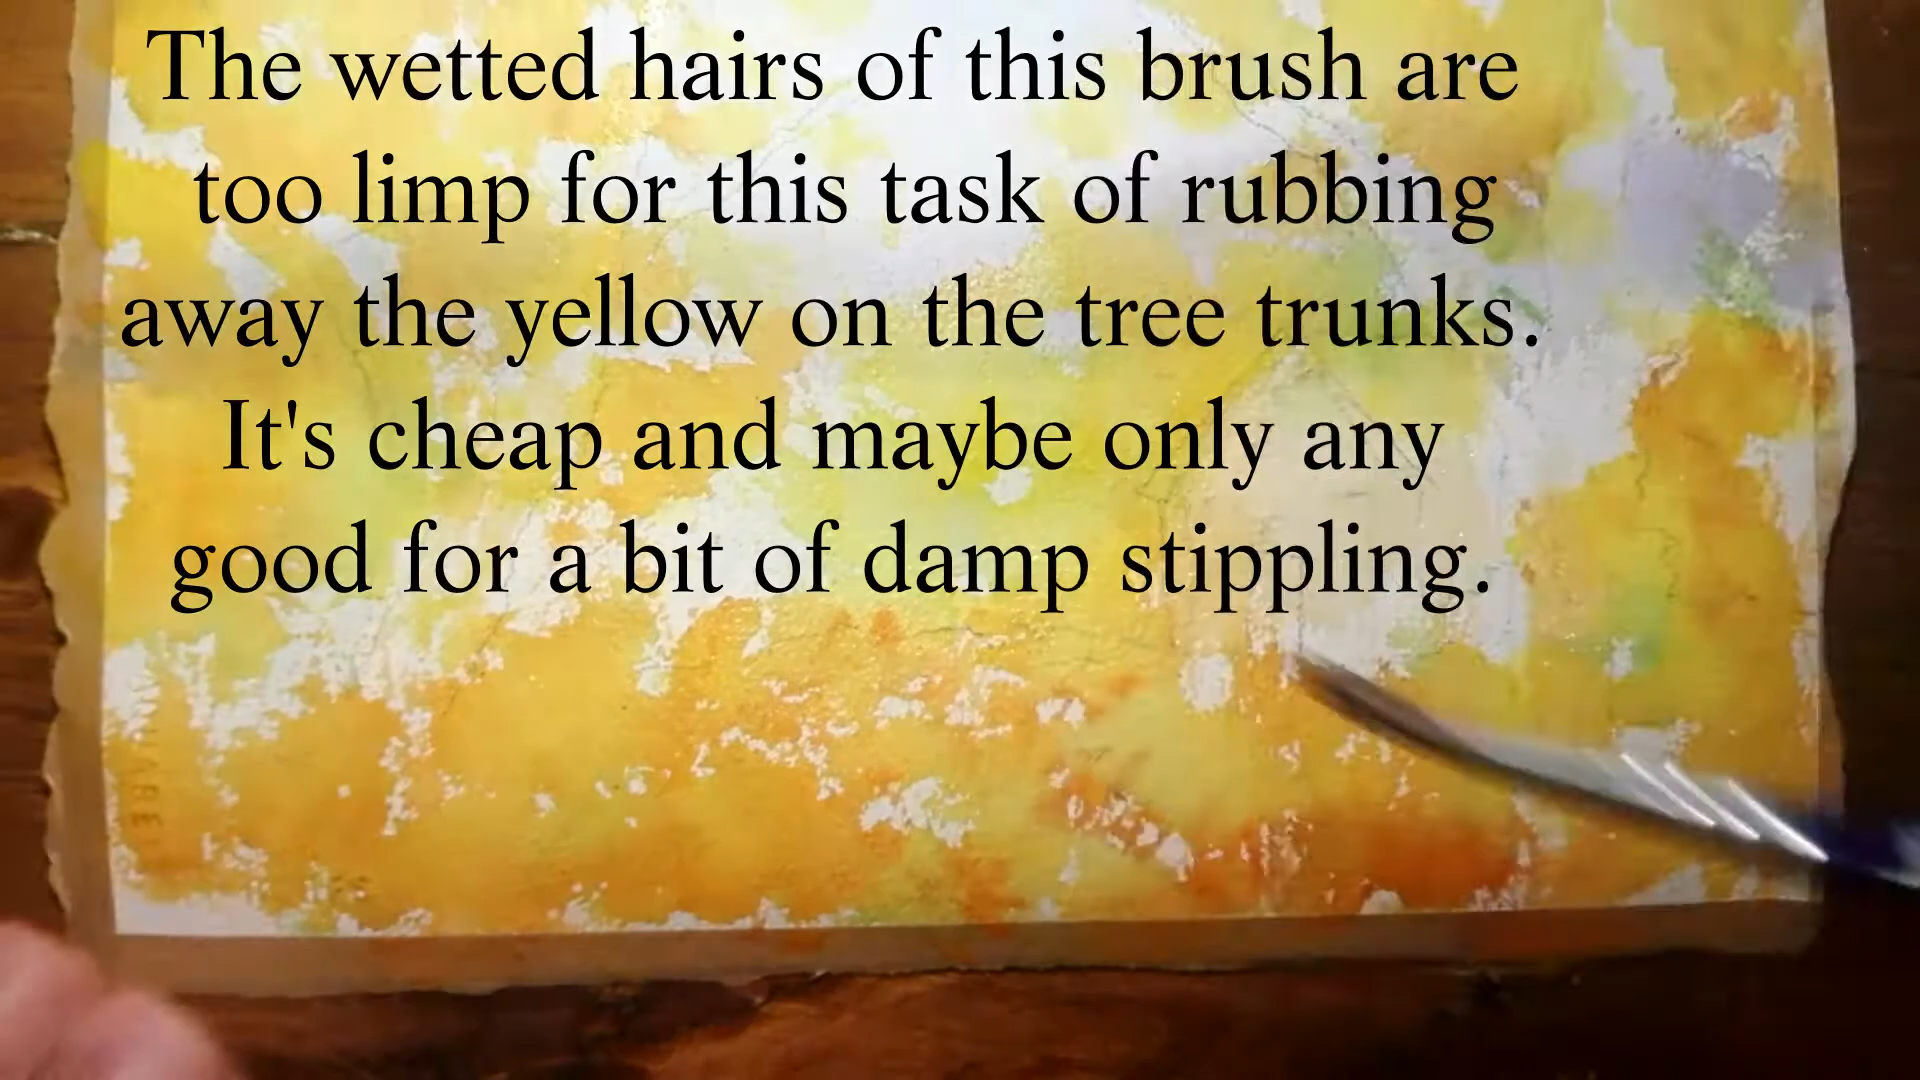 The wetted hairs of this brush are
too limp for this task of rubbing
away the yellow on the tree trunks.
It's cheap and maybe only any
good for a bit of damp stippling.